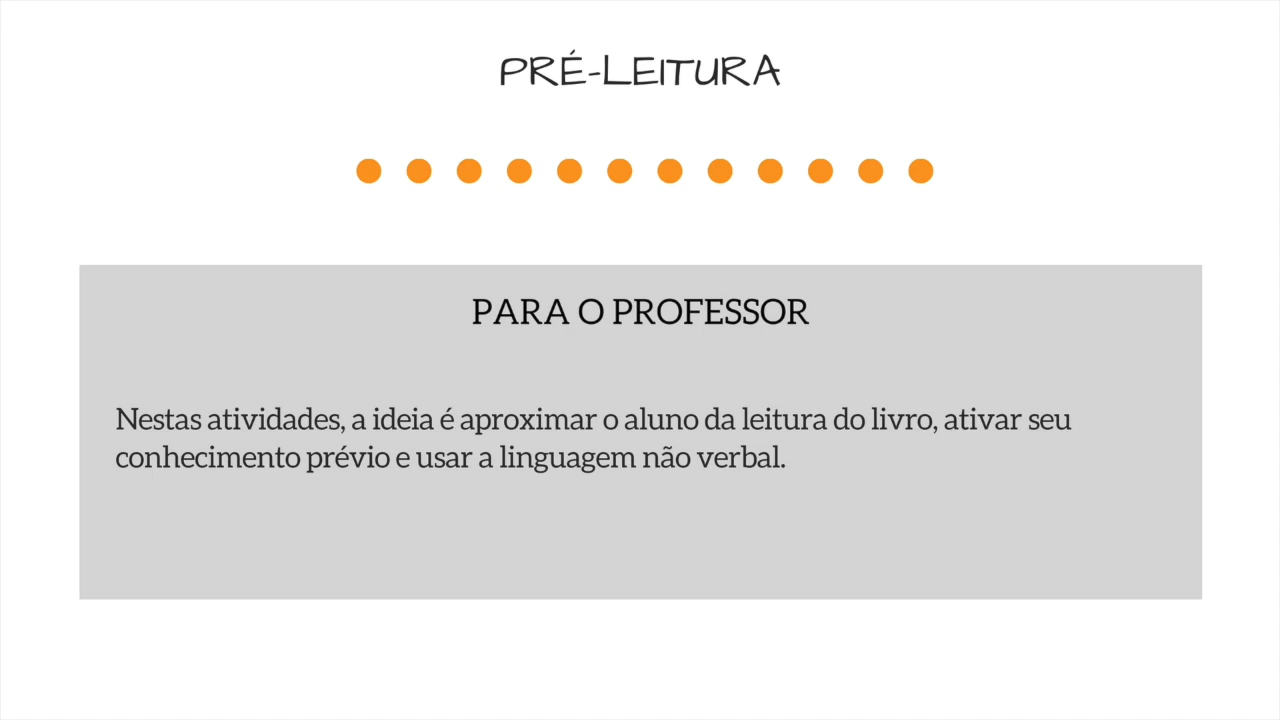 PRÉ-LEITURA
PARA O PROFESSOR
Nestas atividades, a ideia é aproximar o aluno da leitura do livro, ativar seu
conhecimento prévio e usar a linguagem não verbal.